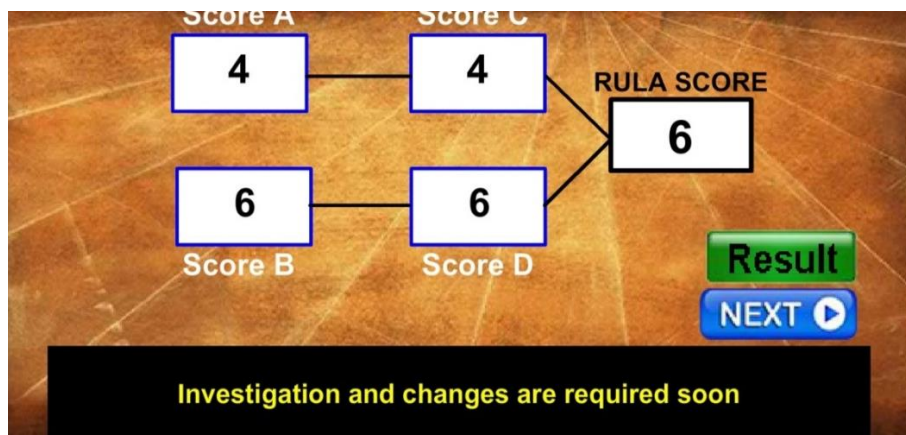 Score A Score C
4 4
RULA SCORE
6
6 6
Score B Score D
Result
NEXT
Investigation and changes are required soon